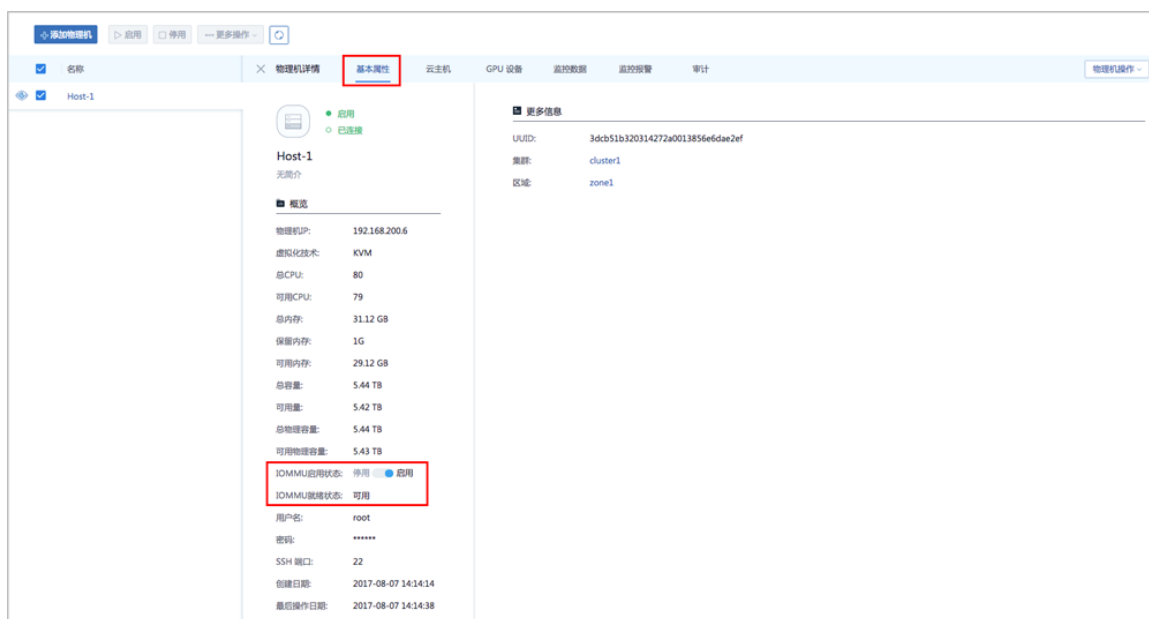 添加物理机 启用 停用 更多操作
名称
Host-1
物理机详情 基本属性 云主机 GPU 设备 监控数据 监控报警 审计 物理机操作
启用
已连接
Host-1
无简介
概览
物理机IP: 192.168.200.6
虚拟化技术: KVM
总CPU: 80
可用CPU: 79
总内存: 31.12 GB
保留内存: 1G
可用内存: 29.12 GB
总容量: 5.44 TB
可用量: 5.42 TB
总物理容量: 5.44 TB
可用物理容量: 5.43 TB
IOMMU启用状态: 停用 启用
IOMMU就绪状态: 可用
用户名: root
密码: ******
SSH 端口: 22
创建日期: 2017-08-07 14:14:14
最后操作日期: 2017-08-07 14:14:38
更多信息
UUID: 3dcb51b320314272a0013856e6dae2ef
集群: cluster1
区域: zone1